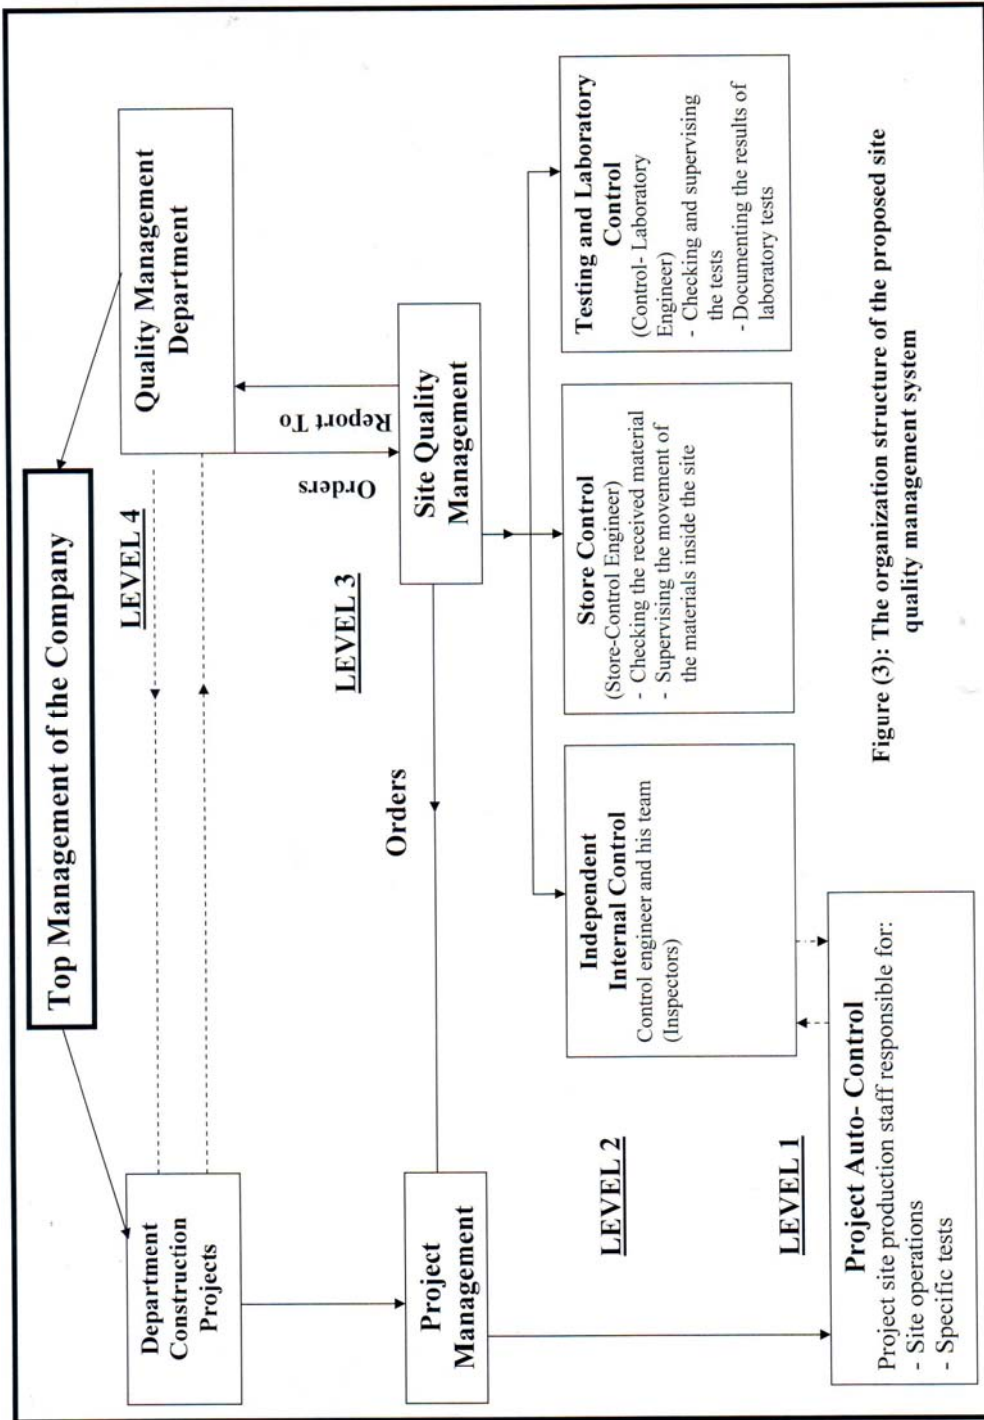 Top Management of the Company
Department
Construction
Projects
LEVEL 4
Quality Management
Department
Orders
Report To
LEVEL 3
Project
Management
Orders
Site Quality
Management
LEVEL 2
Independent
Internal Control
Control engineer and his team
(Inspectors)
Store Control
(Store-Control Engineer)
- Checking the received material
- Supervising the movement of
the materials inside the site
Testing and Laboratory
Control
(Control- Laboratory
Engineer)
- Checking and supervising
the tests
- Documenting the results of
laboratory tests
LEVEL 1
Project Auto- Control
Project site production staff responsible for:
- Site operations
- Specific tests
Figure (3): The organization structure of the proposed site
quality management system